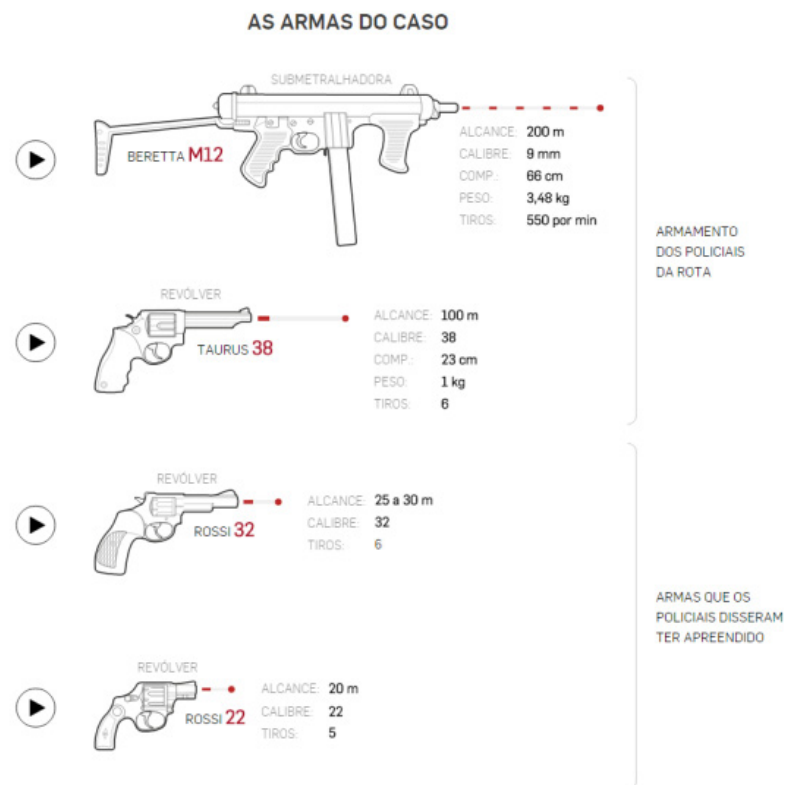 AS ARMAS DO CASO
SUBMETRALHADORA
BERETTA M12
ALCANCE: 200 m
CALIBRE: 9 mm
COMP.: 66 cm
PESO: 3,48 kg
TIROS: 550 por min
ARMAMENTO
DOS POLICIAIS
DA ROTA
REVÓLVER
TAURUS 38
ALCANCE: 100 m
CALIBRE: 38
COMP.: 23 cm
PESO: 1 kg
TIROS: 6
REVÓLVER
ROSSI 32
ALCANCE: 25 a 30 m
CALIBRE: 32
TIROS: 6
ARMAS QUE OS
POLICIAIS DISSERAM
TER APREENDIDO
REVÓLVER
ROSSI 22
ALCANCE: 20 m
CALIBRE: 22
TIROS: 5